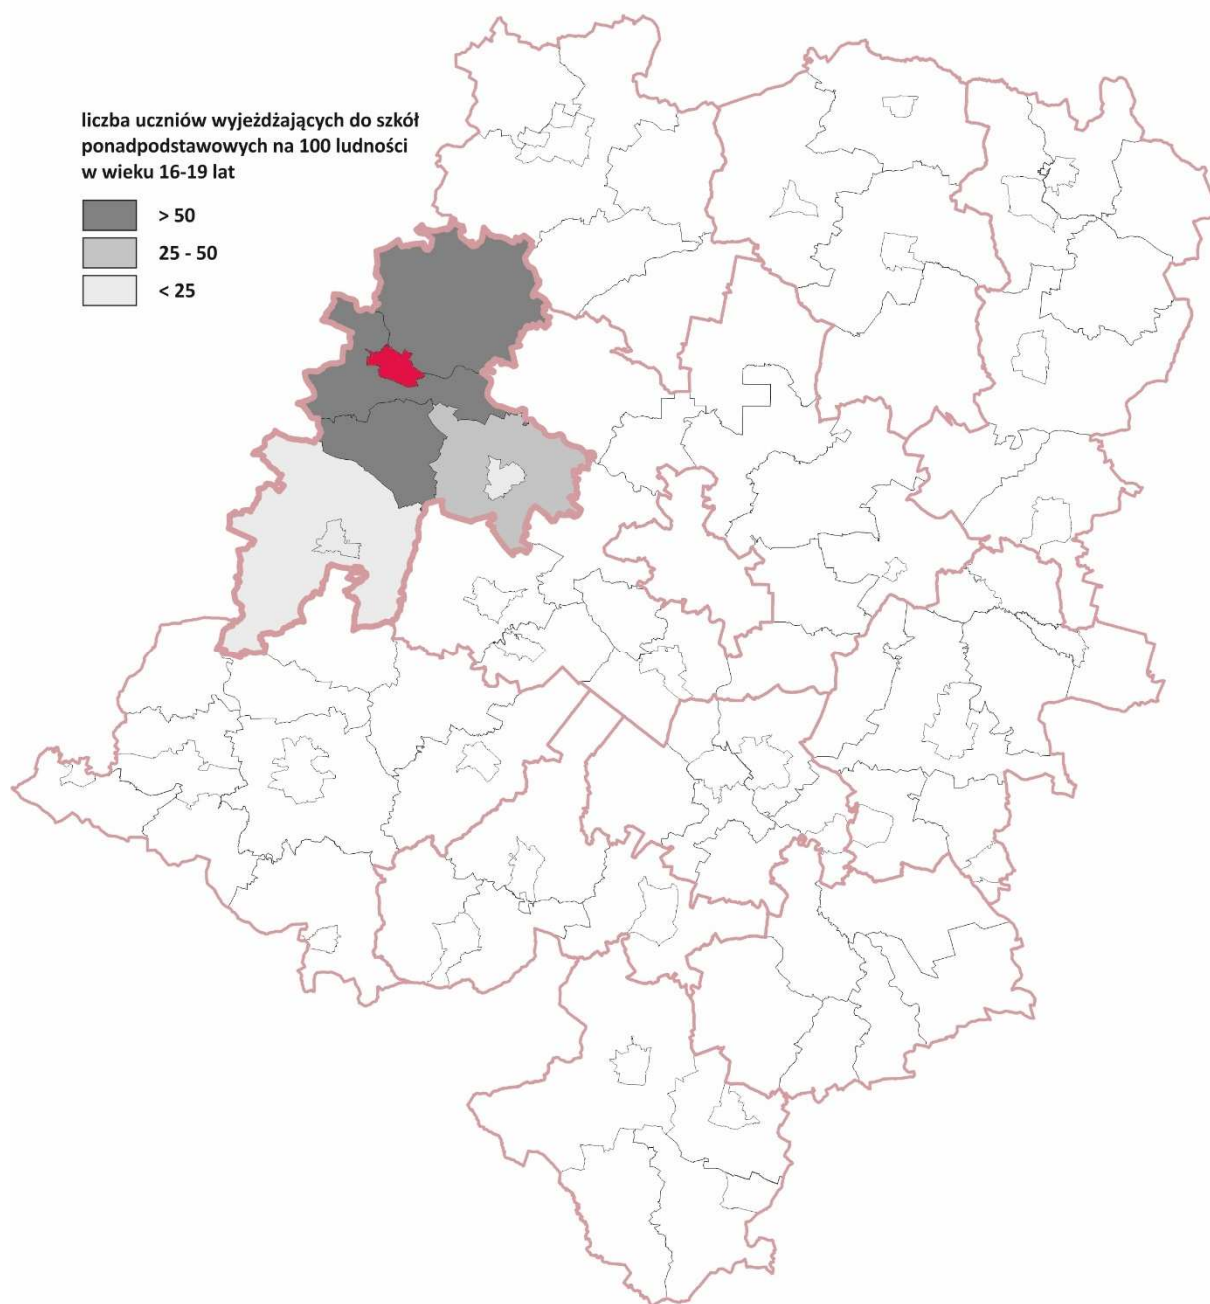 liczba uczniów wyjeżdżających do szkół
ponadpodstawowych na 100 ludności
w wieku 16-19 lat
> 50
25 - 50
< 25